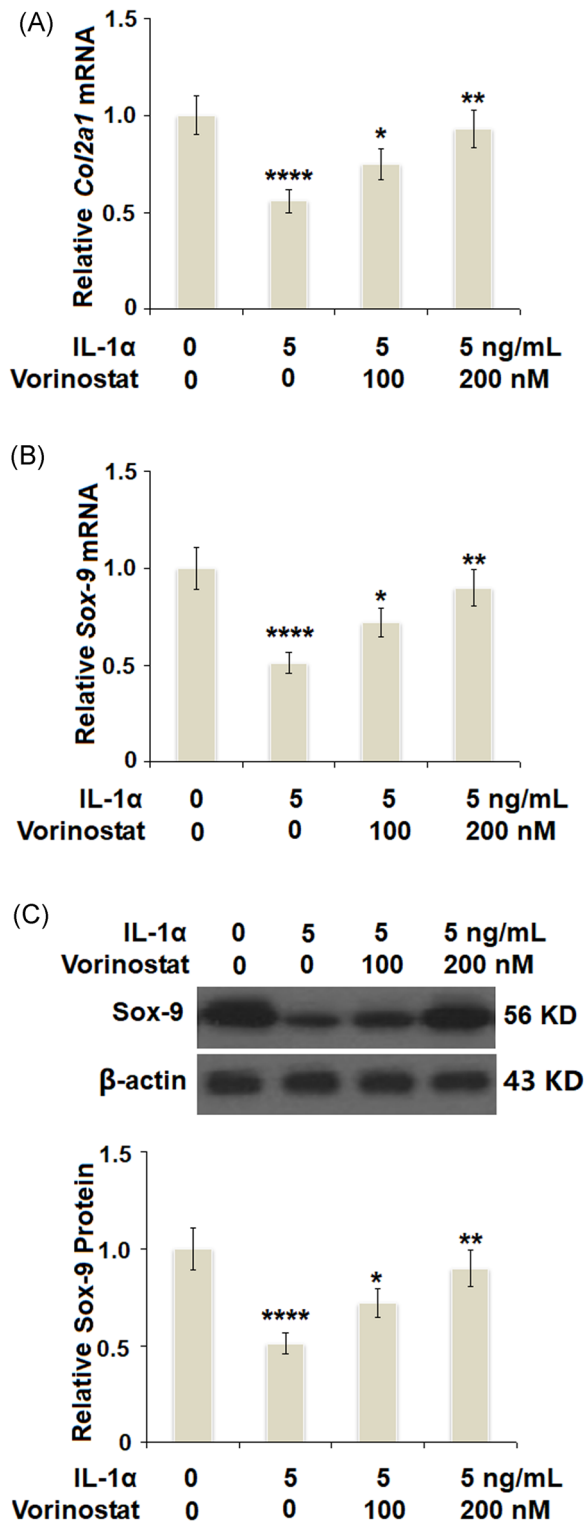 (A)
Relative Col2a1 mRNA
1.5
1.0
0.5
0
****
*
**
IL-1α 0 5 5 5 ng/mL
Vorinostat 0 0 100 200 nM
(B)
Relative Sox-9 mRNA
1.5
1.0
0.5
0
****
*
**
IL-1α 0 5 5 5 ng/mL
Vorinostat 0 0 100 200 nM
(C)
IL-1α 0 5 5 5 ng/mL
Vorinostat 0 0 100 200 nM
Sox-9 56 KD
β-actin 43 KD
Relative Sox-9 Protein
1.5
1.0
0.5
0
****
*
**
IL-1α 0 5 5 5 ng/mL
Vorinostat 0 0 100 200 nM